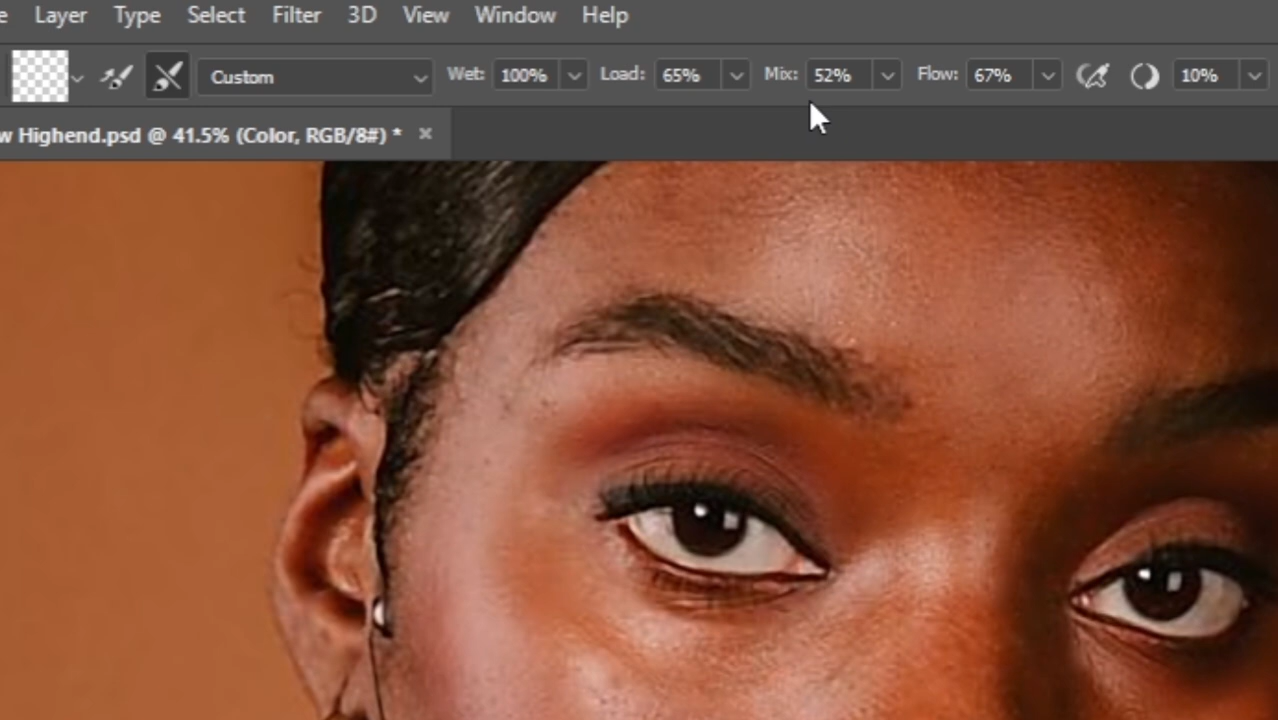 Layer Type Select Filter 3D View Window Help
Custom Wet: 100% Load: 65% Mix: 52% Flow: 67% 10%
w Highend.psd @ 41.5% (Color, RGB/8#) * ×